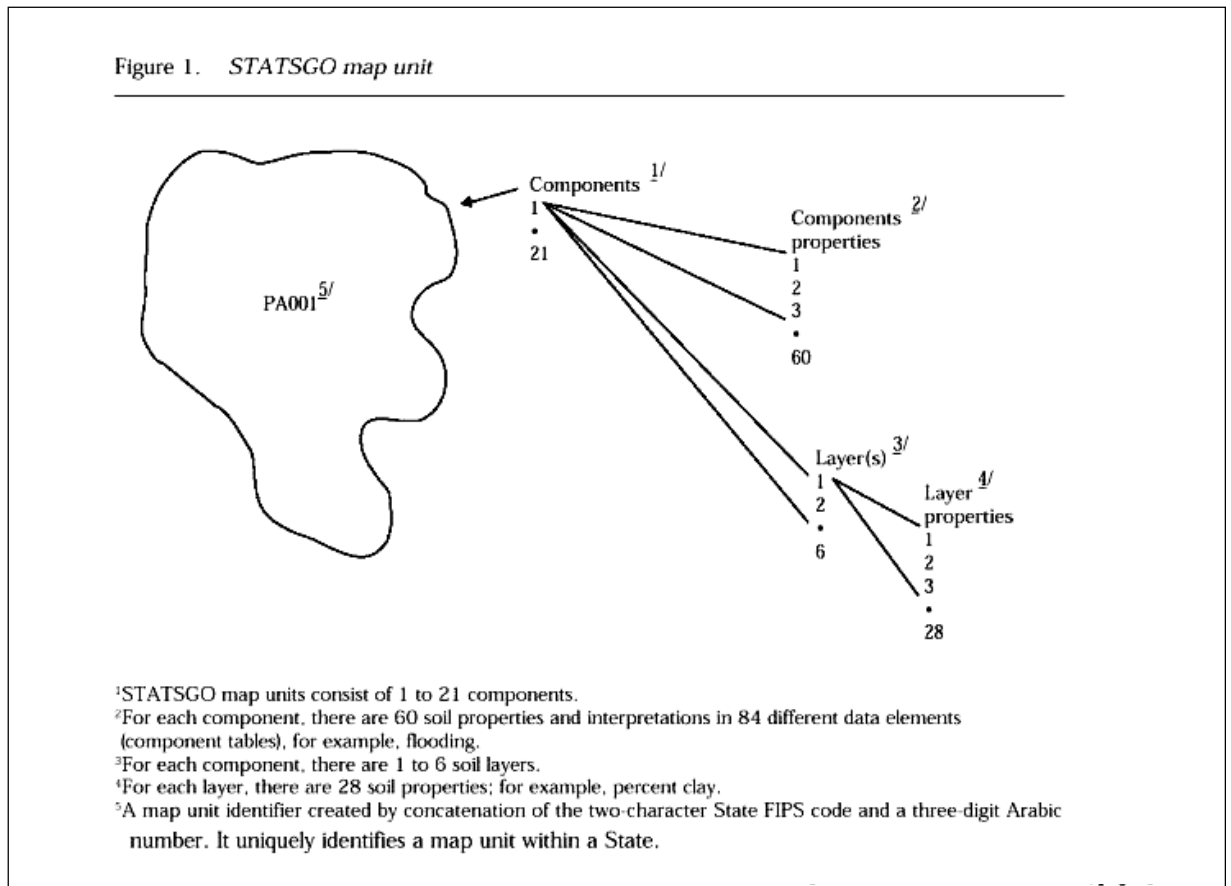 Figure 1. STATSGO map unit
Components 1/
1
•
21
Components 2/
properties
1
2
3
•
60
PA001 5/
Layer(s) 3/
1
2
•
6
Layer 4/
properties
1
2
3
•
28
¹STATSGO map units consist of 1 to 21 components.
²For each component, there are 60 soil properties and interpretations in 84 different data elements
(component tables), for example, flooding.
³For each component, there are 1 to 6 soil layers.
⁴For each layer, there are 28 soil properties; for example, percent clay.
⁵A map unit identifier created by concatenation of the two-character State FIPS code and a three-digit Arabic
number. It uniquely identifies a map unit within a State.